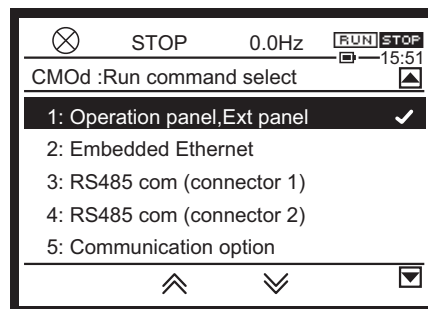 STOP 0.0Hz RUN STOP
15:51
CMOd :Run command select
1: Operation panel,Ext panel
2: Embedded Ethernet
3: RS485 com (connector 1)
4: RS485 com (connector 2)
5: Communication option